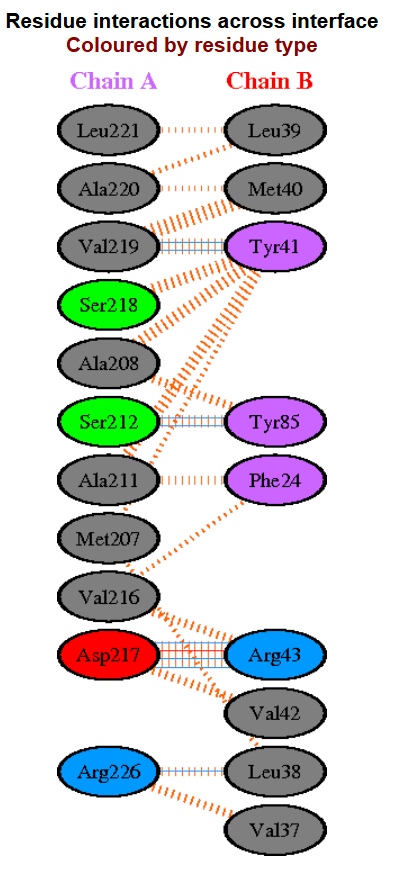 Residue interactions across interface
Coloured by residue type
Chain A Chain B
Leu221 Leu39
Ala220 Met40
Val219 Tyr41
Ser218
Ala208
Ser212 Tyr85
Ala211 Phe24
Met207
Val216
Asp217 Arg43
Val42
Arg226 Leu38
Val37